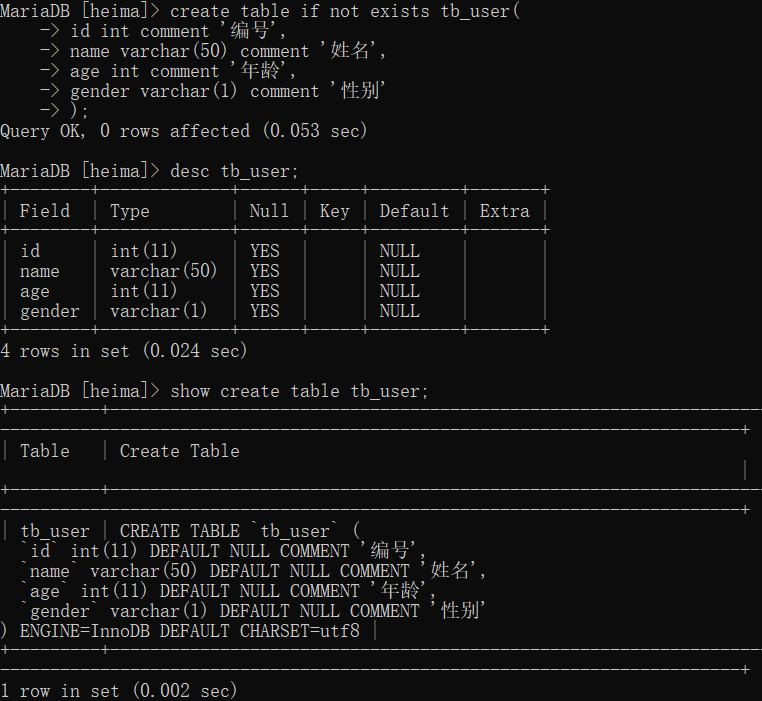 MariaDB [heima]> create table if not exists tb_user(
    -> id int comment '编号',
    -> name varchar(50) comment '姓名',
    -> age int comment '年龄',
    -> gender varchar(1) comment '性别'
    -> );
Query OK, 0 rows affected (0.053 sec)
MariaDB [heima]> desc tb_user;
| Field | Type | Null | Key | Default | Extra |
| id | int(11) | YES | | NULL | |
| name | varchar(50) | YES | | NULL | |
| age | int(11) | YES | | NULL | |
| gender | varchar(1) | YES | | NULL | |
4 rows in set (0.024 sec)
MariaDB [heima]> show create table tb_user;
| Table | Create Table
|
| tb_user | CREATE TABLE `tb_user` (
  `id` int(11) DEFAULT NULL COMMENT '编号',
  `name` varchar(50) DEFAULT NULL COMMENT '姓名',
  `age` int(11) DEFAULT NULL COMMENT '年龄',
  `gender` varchar(1) DEFAULT NULL COMMENT '性别'
) ENGINE=InnoDB DEFAULT CHARSET=utf8 |
1 row in set (0.002 sec)